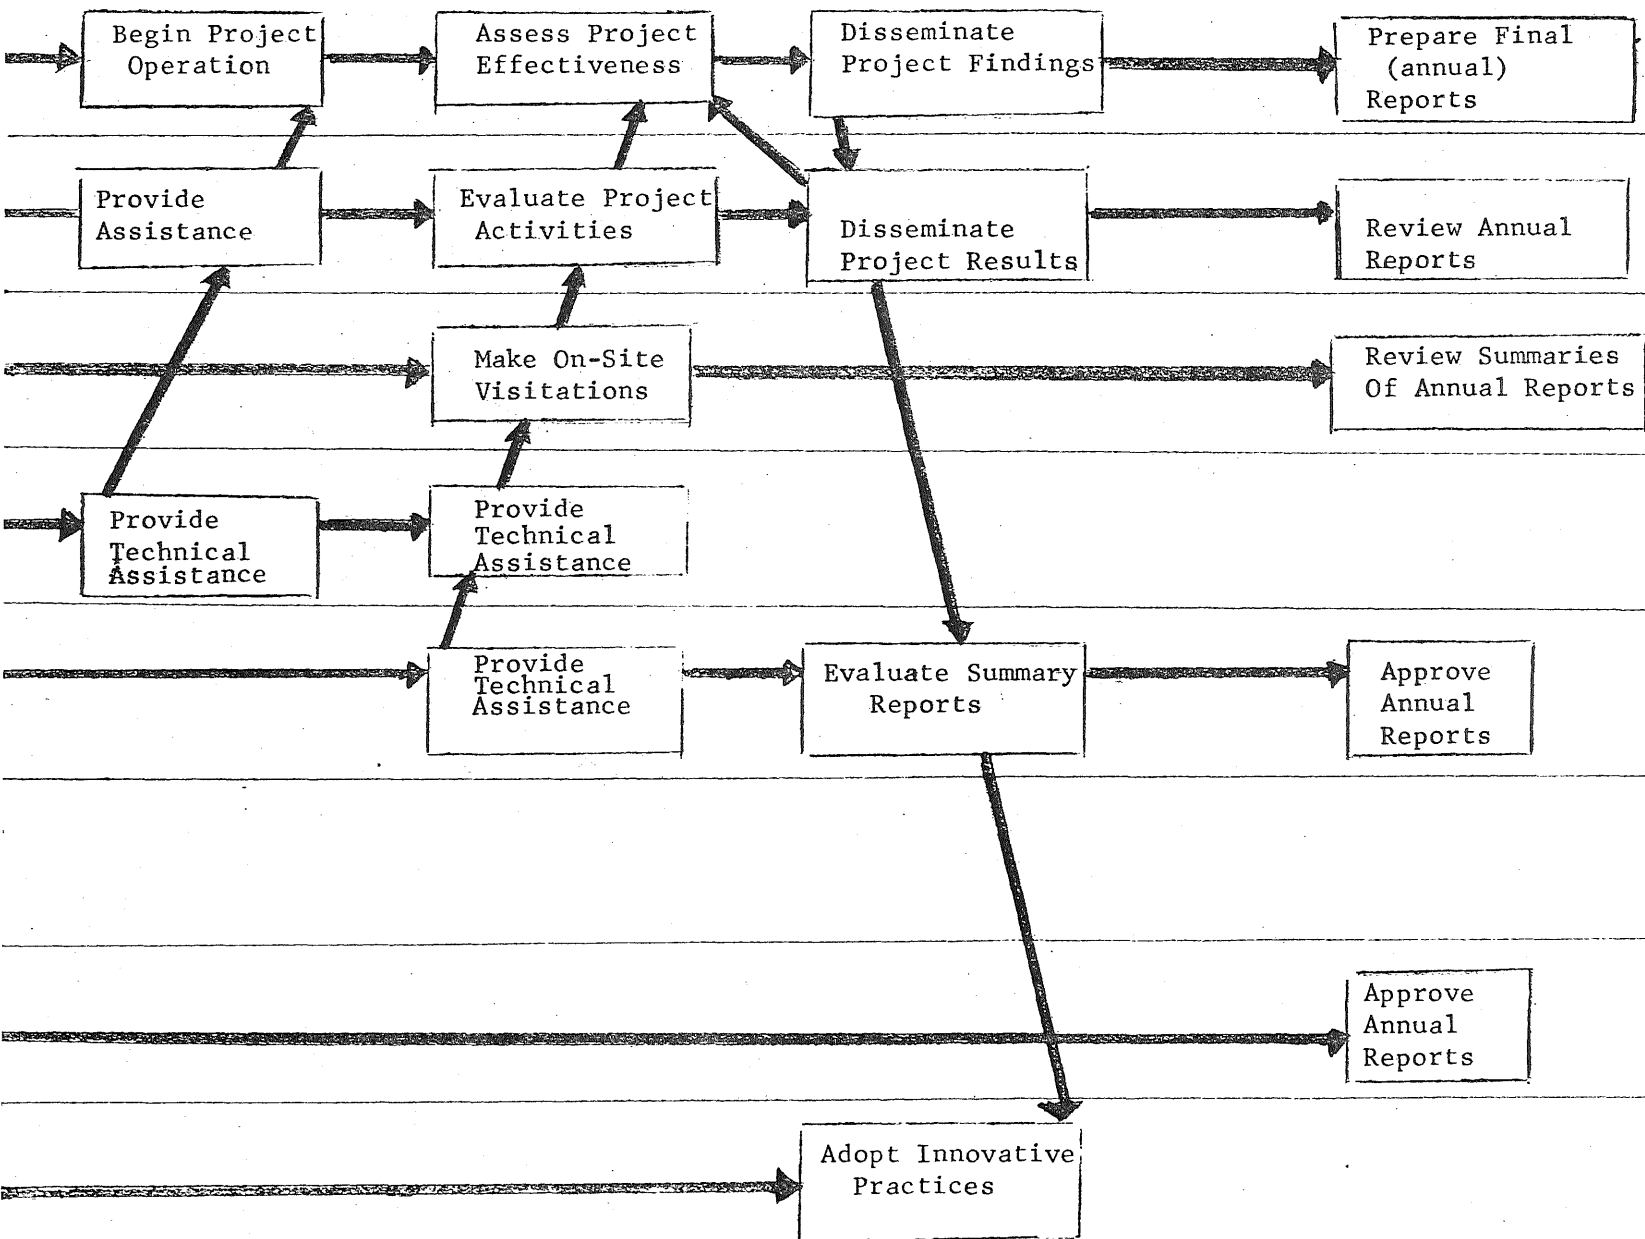 Begin Project
Operation
Assess Project
Effectiveness
Disseminate
Project Findings
Prepare Final
(annual)
Reports
Provide
Assistance
Evaluate Project
Activities
Disseminate
Project Results
Review Annual
Reports
Make On-Site
Visitations
Review Summaries
Of Annual Reports
Provide
Technical
Assistance
Provide
Technical
Assistance
Provide
Technical
Assistance
Evaluate Summary
Reports
Approve
Annual
Reports
Approve
Annual
Reports
Adopt Innovative
Practices